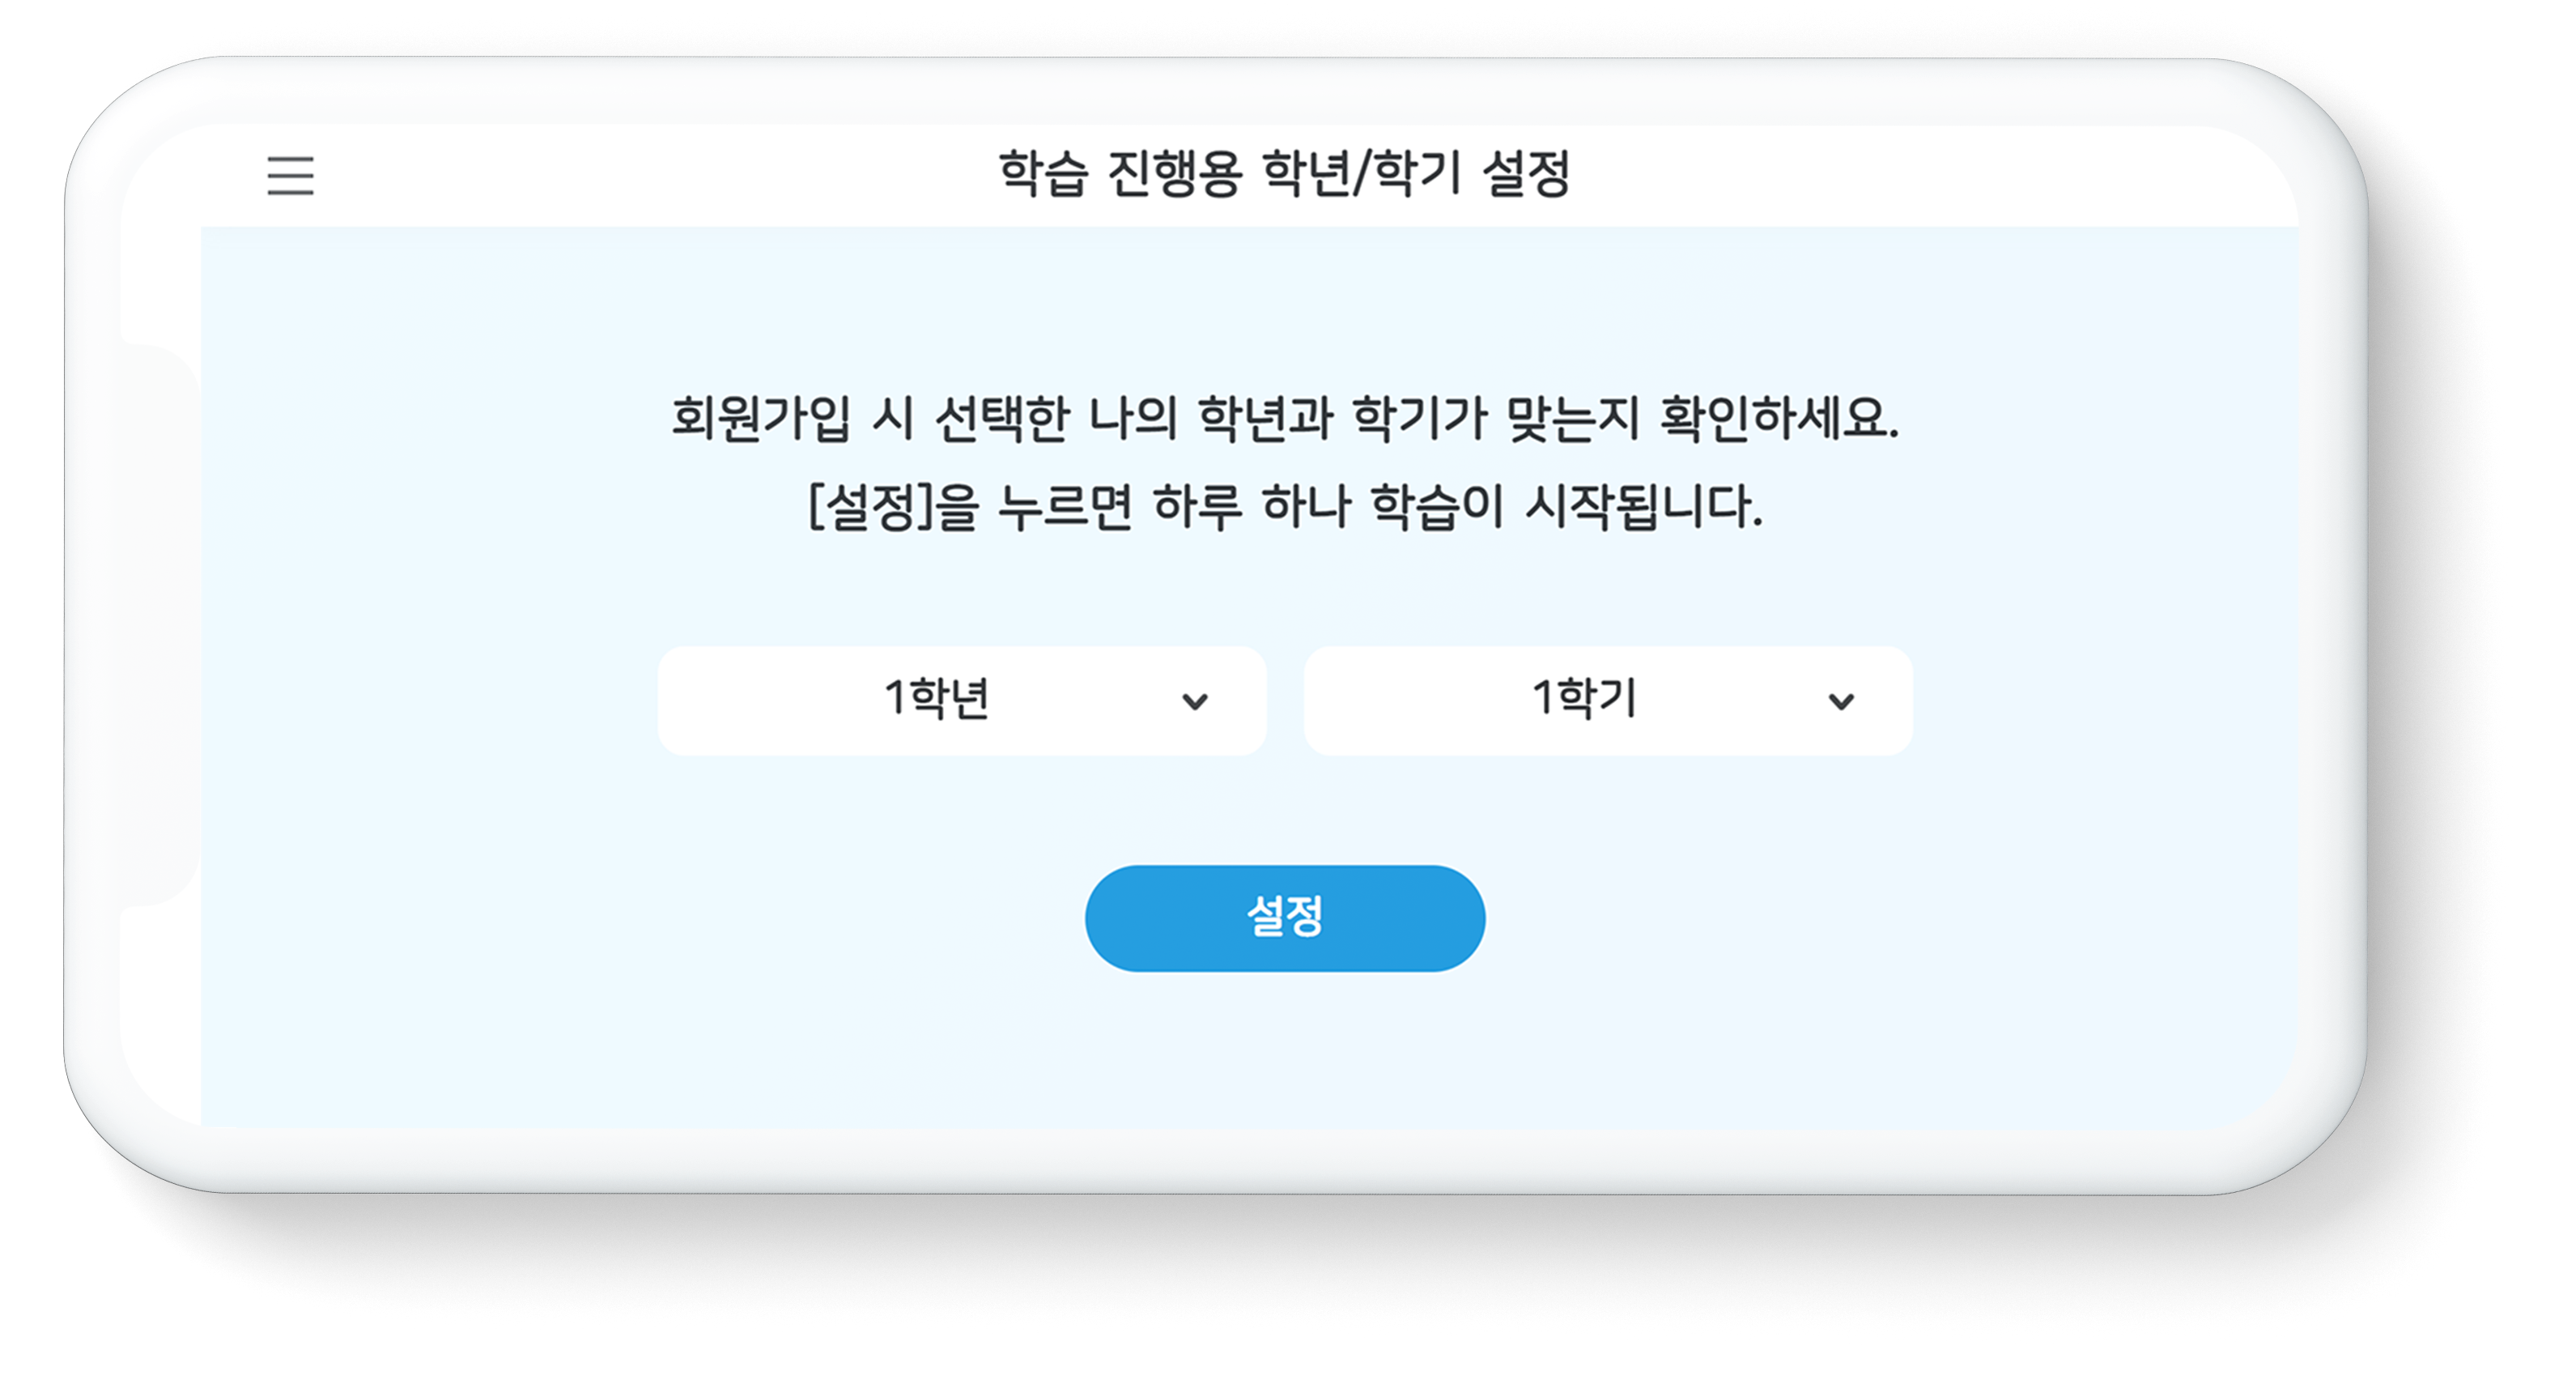 학습 진행용 학년/학기 설정
회원가입 시 선택한 나의 학년과 학기가 맞는지 확인하세요.
[설정]을 누르면 하루 하나 학습이 시작됩니다.
1학년
1학기
설정